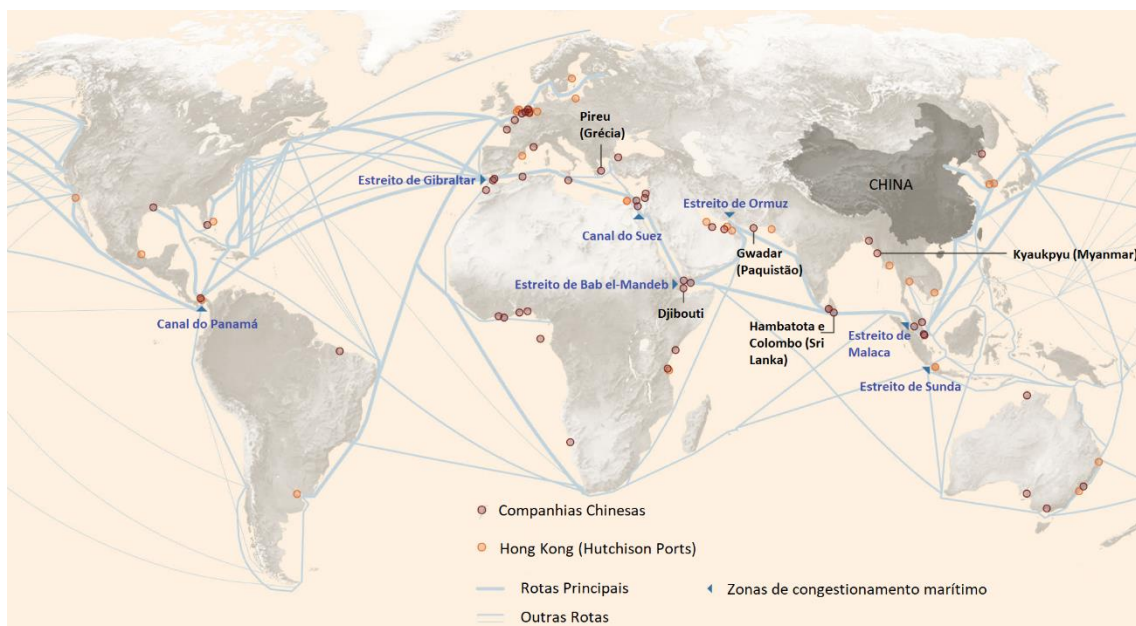 Pireu
(Grécia)
Estreito de Gibraltar
CHINA
Estreito de Ormuz
Canal do Suez
Gwadar
(Paquistão)
Kyaukpyu (Myanmar)
Estreito de Bab el-Mandeb
Djibouti
Canal do Panamá
Hambatota e
Colombo (Sri
Lanka)
Estreito de
Malaca
Estreito de Sunda
Companhias Chinesas
Hong Kong (Hutchison Ports)
Rotas Principais
Zonas de congestionamento marítimo
Outras Rotas